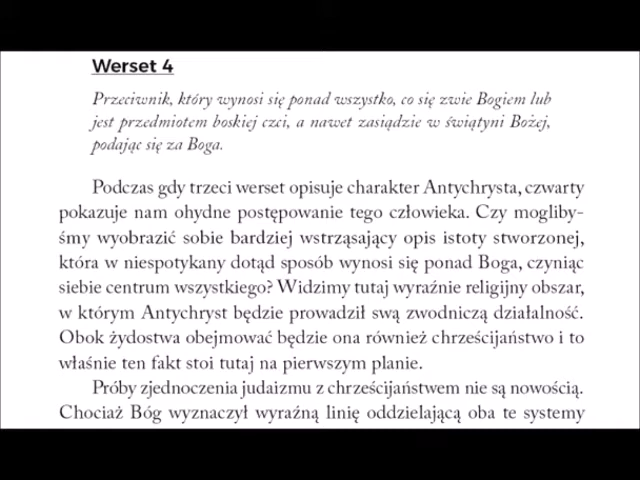 Werset 4
Przeciwnik, który wynosi się ponad wszystko, co się zwie Bogiem lub
jest przedmiotem boskiej czci, a nawet zasiądzie w świątyni Bożej,
podając się za Boga.
Podczas gdy trzeci werset opisuje charakter Antychrysta, czwarty
pokazuje nam ohydne postępowanie tego człowieka. Czy mogliby-
śmy wyobrazić sobie bardziej wstrząsający opis istoty stworzonej,
która w niespotykany dotąd sposób wynosi się ponad Boga, czyniąc
siebie centrum wszystkiego? Widzimy tutaj wyraźnie religijny obszar,
w którym Antychryst będzie prowadził swą zwodniczą działalność.
Obok żydostwa obejmować będzie ona również chrześcijaństwo i to
właśnie ten fakt stoi tutaj na pierwszym planie.
Próby zjednoczenia judaizmu z chrześcijaństwem nie są nowością.
Chociaż Bóg wyznaczył wyraźną linię oddzielającą oba te systemy